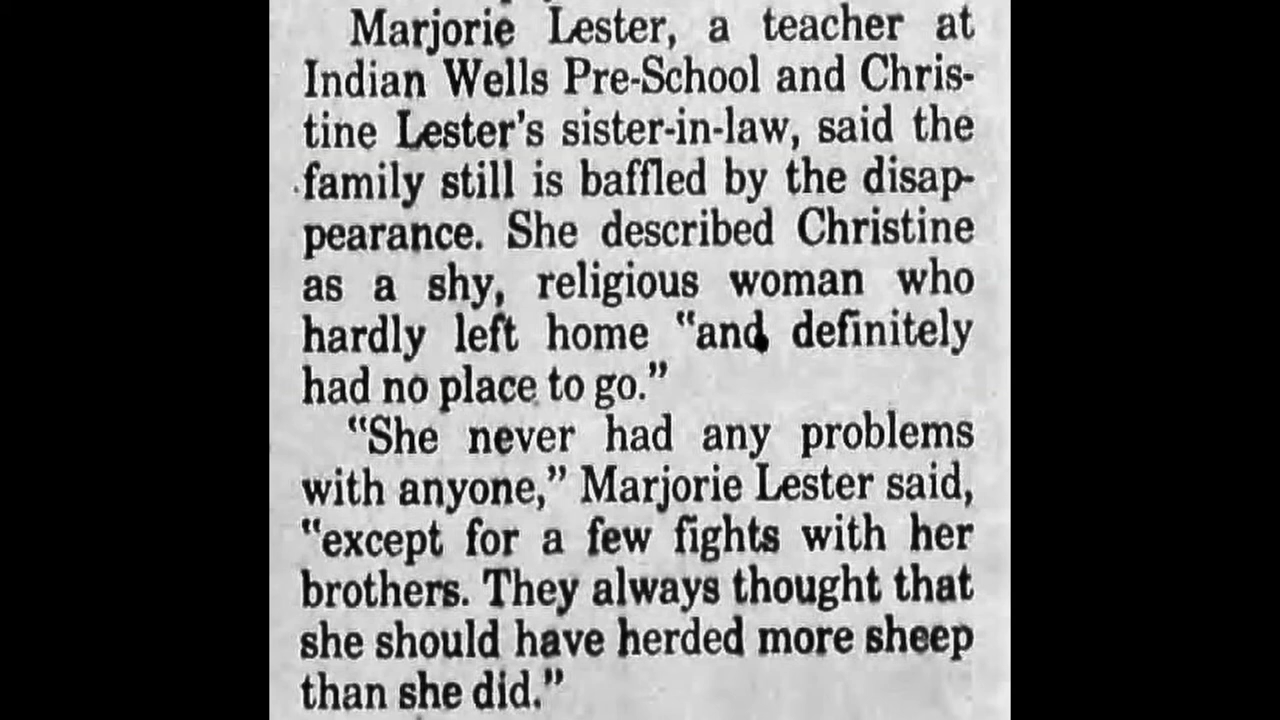 Marjorie Lester, a teacher at
Indian Wells Pre-School and Chris-
tine Lester's sister-in-law, said the
family still is baffled by the disap-
pearance. She described Christine
as a shy, religious woman who
hardly left home “and definitely
had no place to go.”
“She never had any problems
with anyone,” Marjorie Lester said,
“except for a few fights with her
brothers. They always thought that
she should have herded more sheep
than she did.”